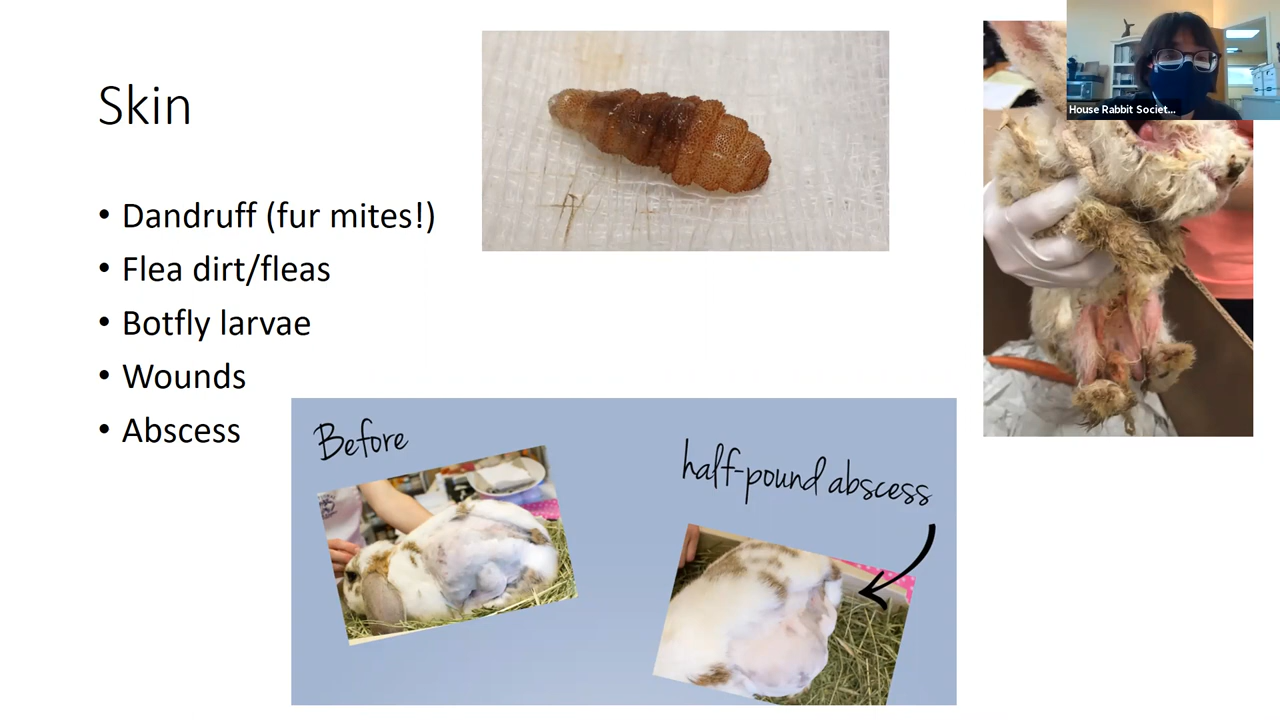 Skin
• Dandruff (fur mites!)
• Flea dirt/fleas
• Botfly larvae
• Wounds
• Abscess
Before
half-pound abscess
House Rabbit Societ...